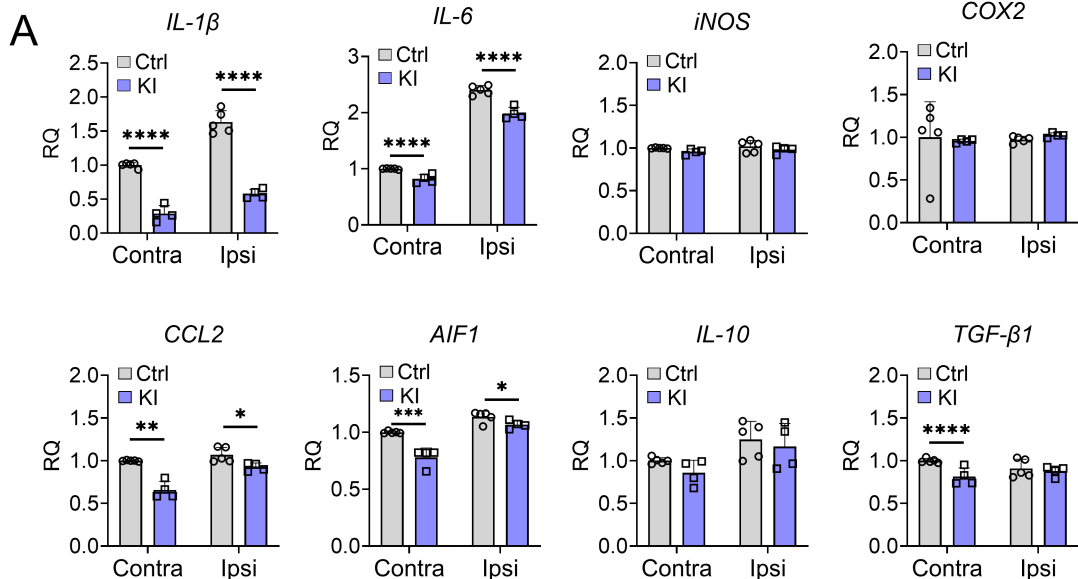 A
IL-1β
RQ
2.5
2.0
1.5
1.0
0.5
0.0
Ctrl
KI
****
****
Contra
Ipsi
IL-6
RQ
3
2
1
0
Ctrl
KI
****
****
Contra
Ipsi
iNOS
RQ
2.0
1.5
1.0
0.5
0.0
Ctrl
KI
Contral
Ipsi
COX2
RQ
2.0
1.5
1.0
0.5
0.0
Ctrl
KI
Contra
Ipsi
CCL2
RQ
2.0
1.5
1.0
0.5
0.0
Ctrl
KI
**
*
Contra
Ipsi
AIF1
RQ
1.5
1.0
0.5
0.0
Ctrl
KI
***
*
Contra
Ipsi
IL-10
RQ
2.0
1.5
1.0
0.5
0.0
Ctrl
KI
Contra
Ipsi
TGF-β1
RQ
2.0
1.5
1.0
0.5
0.0
Ctrl
KI
****
Contra
Ipsi